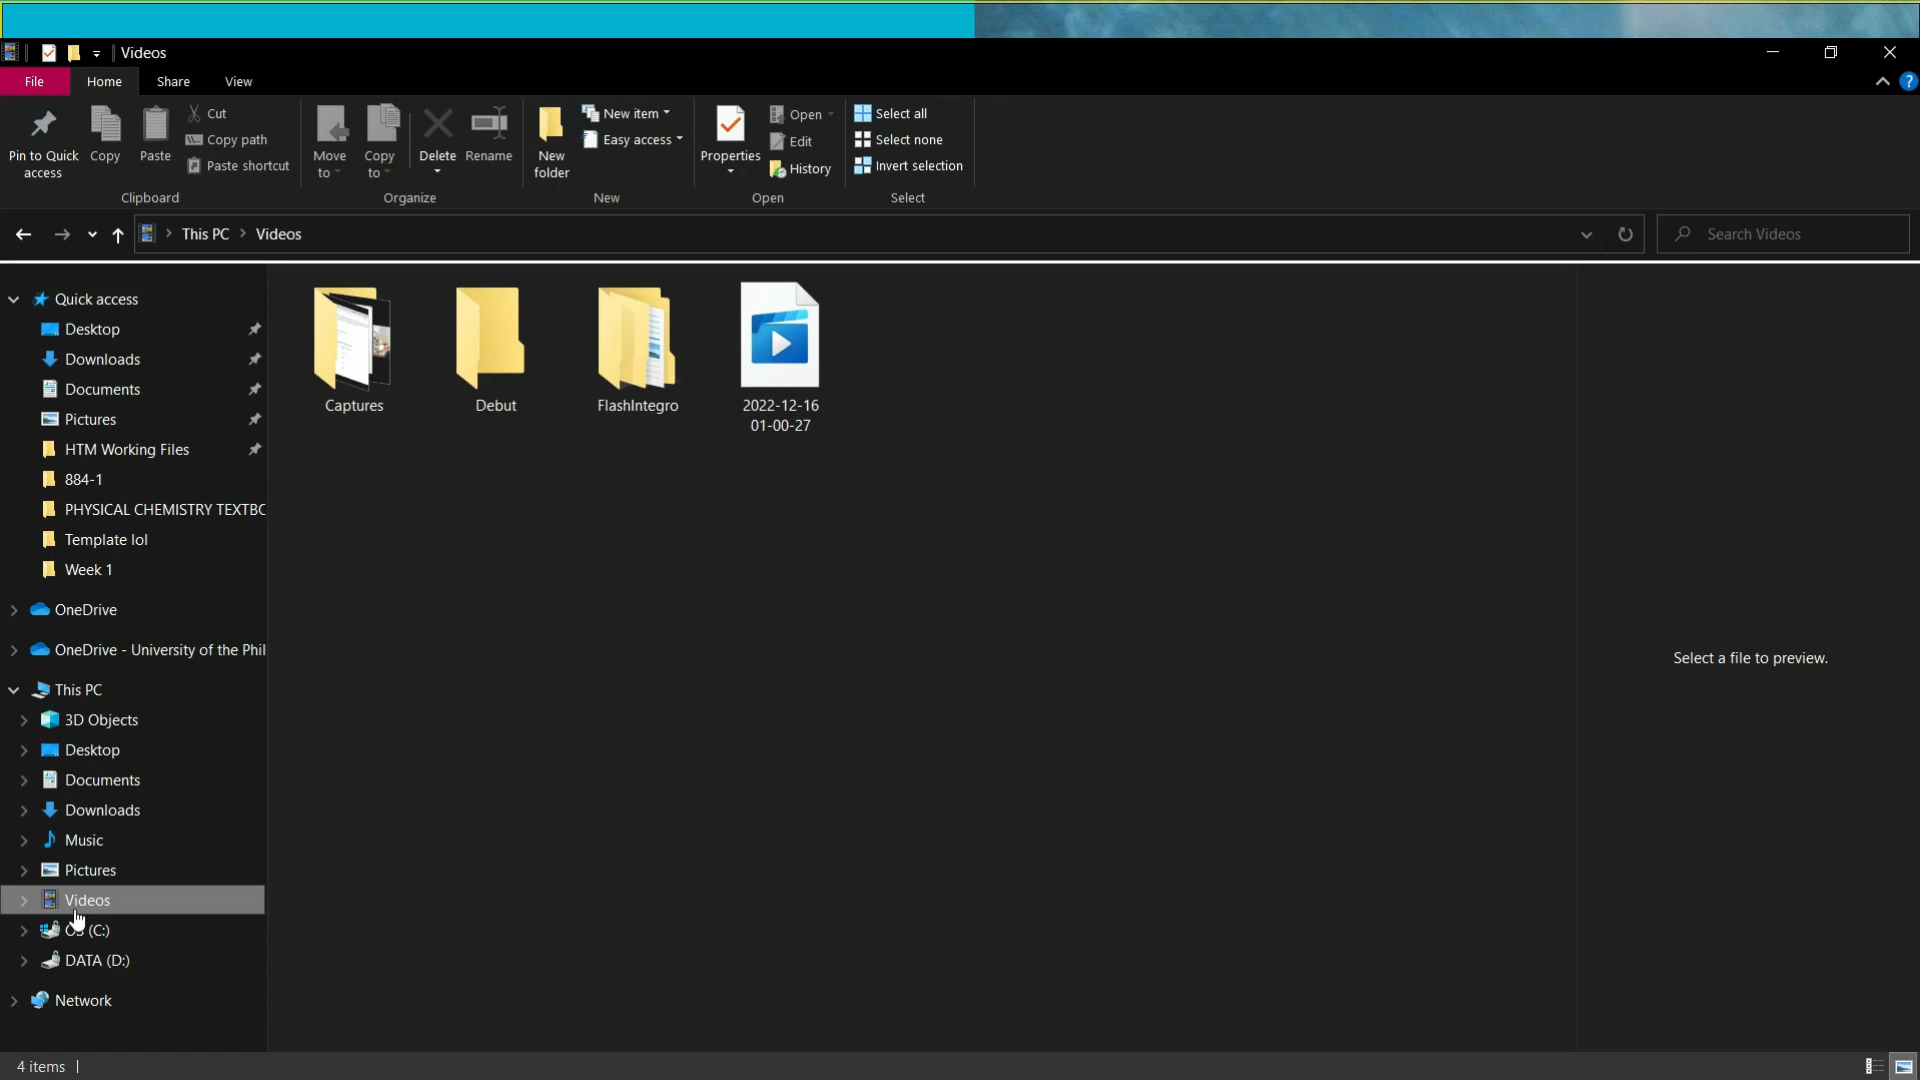 Videos
File Home Share View
Pin to Quick access
Copy
Paste
Cut
Copy path
Paste shortcut
Clipboard
Move to
Copy to
Delete
Rename
Organize
New folder
New item
Easy access
New
Properties
Open
Edit
History
Open
Select all
Select none
Invert selection
Select
This PC > Videos
Search Videos
Quick access
Desktop
Downloads
Documents
Pictures
HTM Working Files
884-1
PHYSICAL CHEMISTRY TEXTBC
Template lol
Week 1
OneDrive
OneDrive - University of the Phil
This PC
3D Objects
Desktop
Documents
Downloads
Music
Pictures
Videos
OS (C:)
DATA (D:)
Network
Captures
Debut
FlashIntegro
2022-12-16
01-00-27
Select a file to preview.
4 items